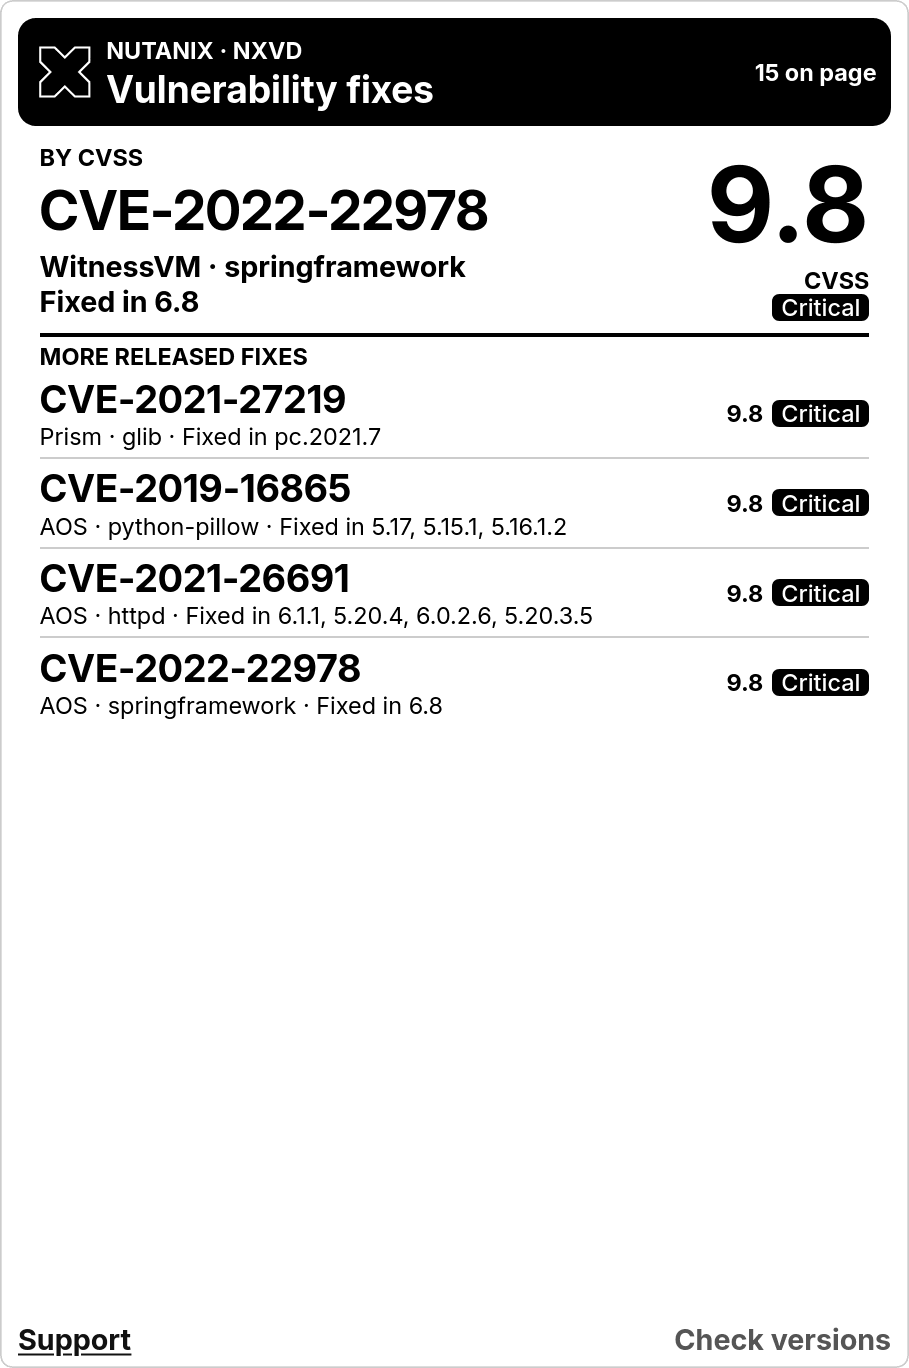 NUTANIX · NXVD
Vulnerability fixes
15 on page
BY CVSS
CVE-2022-22978
WitnessVM · springframework
Fixed in 6.8
9.8
CVSS
Critical
MORE RELEASED FIXES
CVE-2021-27219
Prism · glib · Fixed in pc.2021.7
9.8 Critical
CVE-2019-16865
AOS · python-pillow · Fixed in 5.17, 5.15.1, 5.16.1.2
9.8 Critical
CVE-2021-26691
AOS · httpd · Fixed in 6.1.1, 5.20.4, 6.0.2.6, 5.20.3.5
9.8 Critical
CVE-2022-22978
AOS · springframework · Fixed in 6.8
9.8 Critical
Support
Check versions